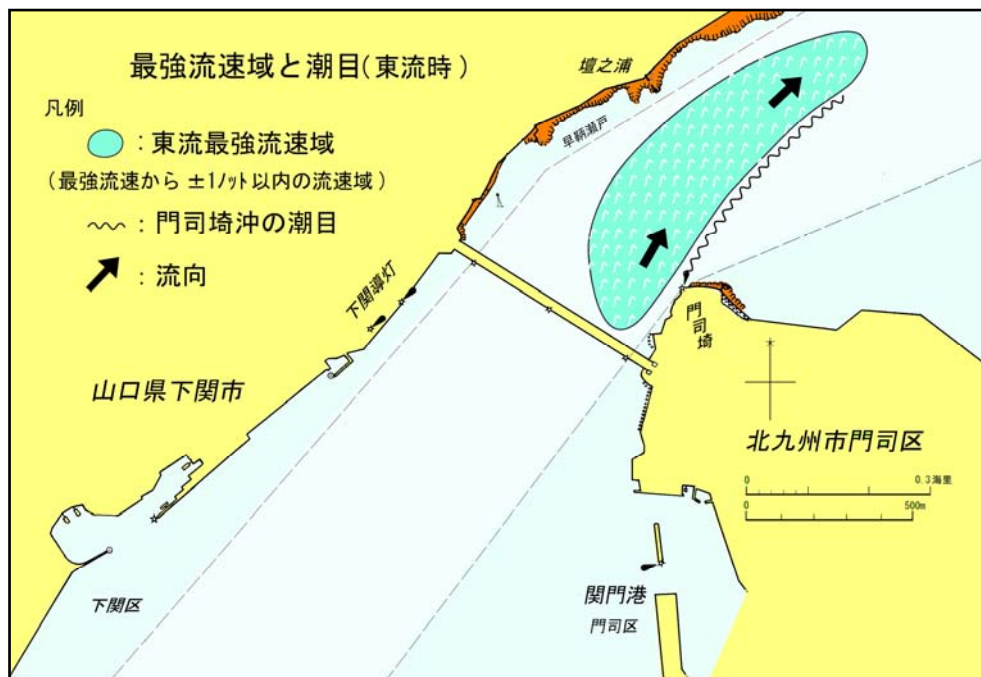 最強流速域と潮目(東流時)
凡例
：東流最強流速域
(最強流速から ±1ﾉｯﾄ以内の流速域)
：門司埼沖の潮目
：流向
壇之浦
早鞆瀬戸
下関導灯
門司埼
山口県下関市
北九州市門司区
0 0.3海里
0 500m
関門港
門司区
下関区